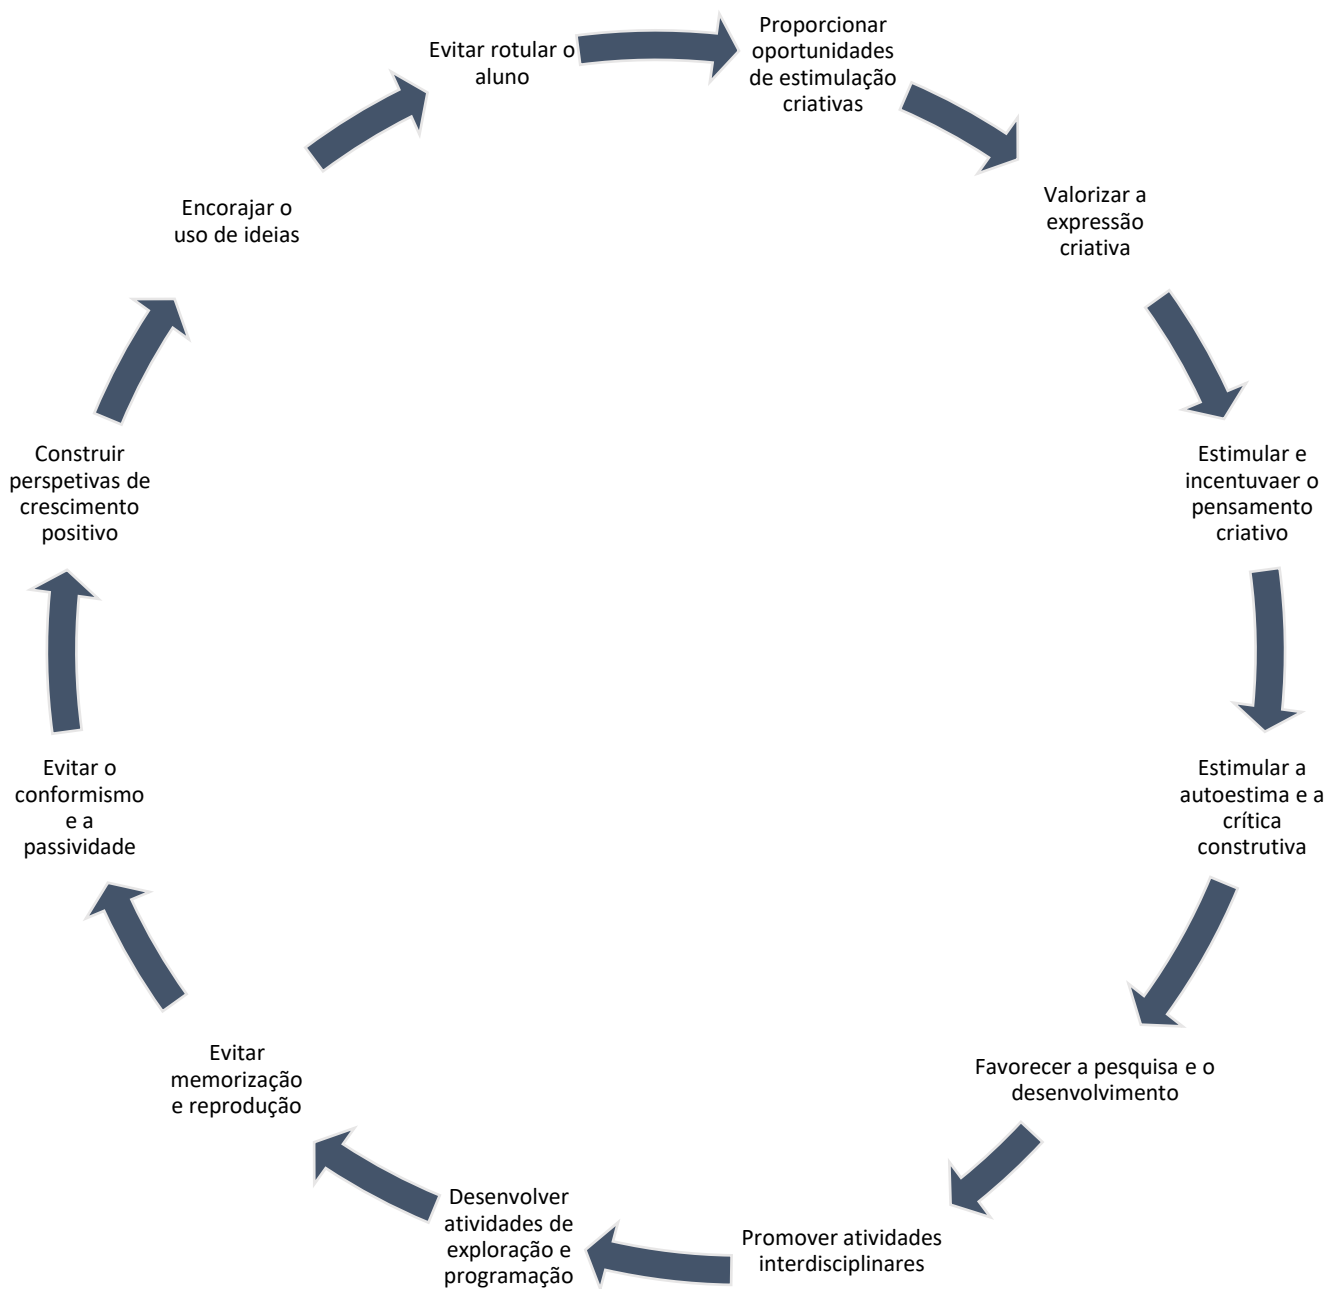 Proporcionar
oportunidades
de estimulação
criativas
Valorizar a
expressão
criativa
Estimular e
incentuvaer o
pensamento
criativo
Estimular a
autoestima e a
crítica
construtiva
Favorecer a pesquisa e o
desenvolvimento
Promover atividades
interdisciplinares
Desenvolver
atividades de
exploração e
programação
Evitar
memorização
e reprodução
Evitar o
conformismo
e a
passividade
Construir
perspetivas de
crescimento
positivo
Encorajar o
uso de ideias
Evitar rotular o
aluno